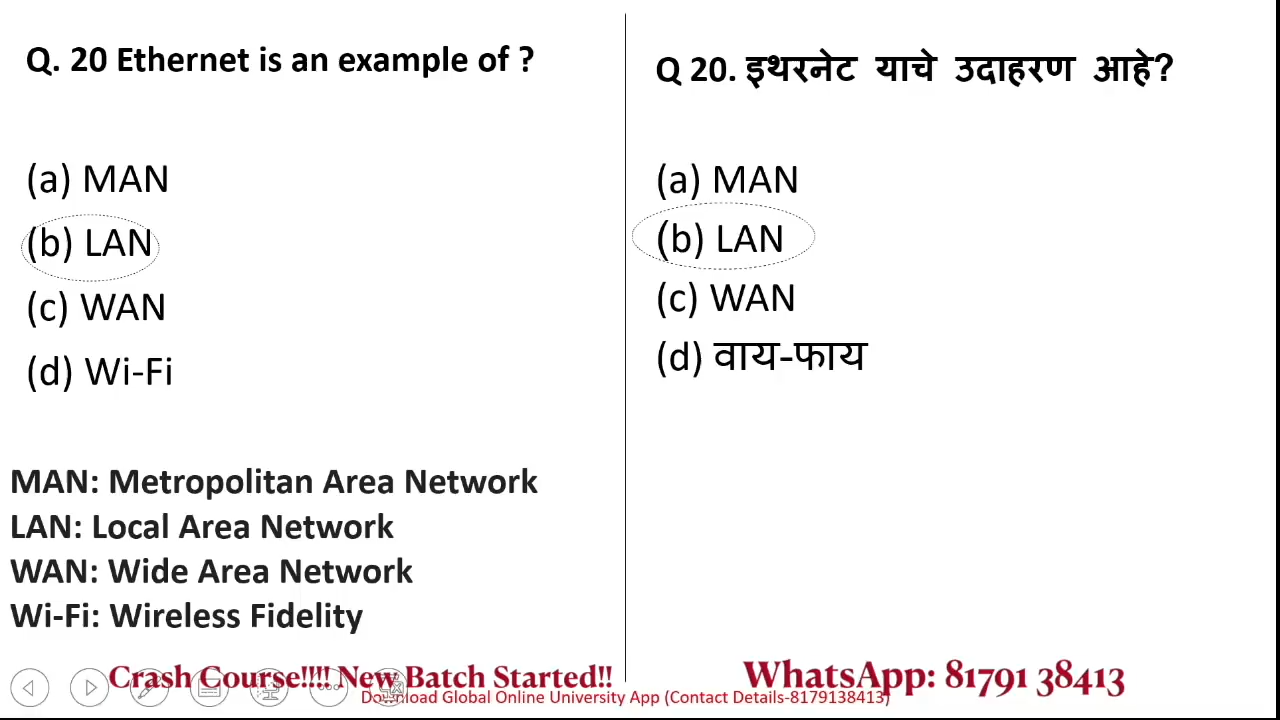 Q. 20 Ethernet is an example of ?
(a) MAN
(b) LAN
(c) WAN
(d) Wi-Fi
MAN: Metropolitan Area Network
LAN: Local Area Network
WAN: Wide Area Network
Wi-Fi: Wireless Fidelity
Q 20. इथरनेट याचे उदाहरण आहे?
(a) MAN
(b) LAN
(c) WAN
(d) वाय-फाय
Crash Course!!!! New Batch Started!!
WhatsApp: 81791 38413
Download Global Online University App (Contact Details-8179138413)